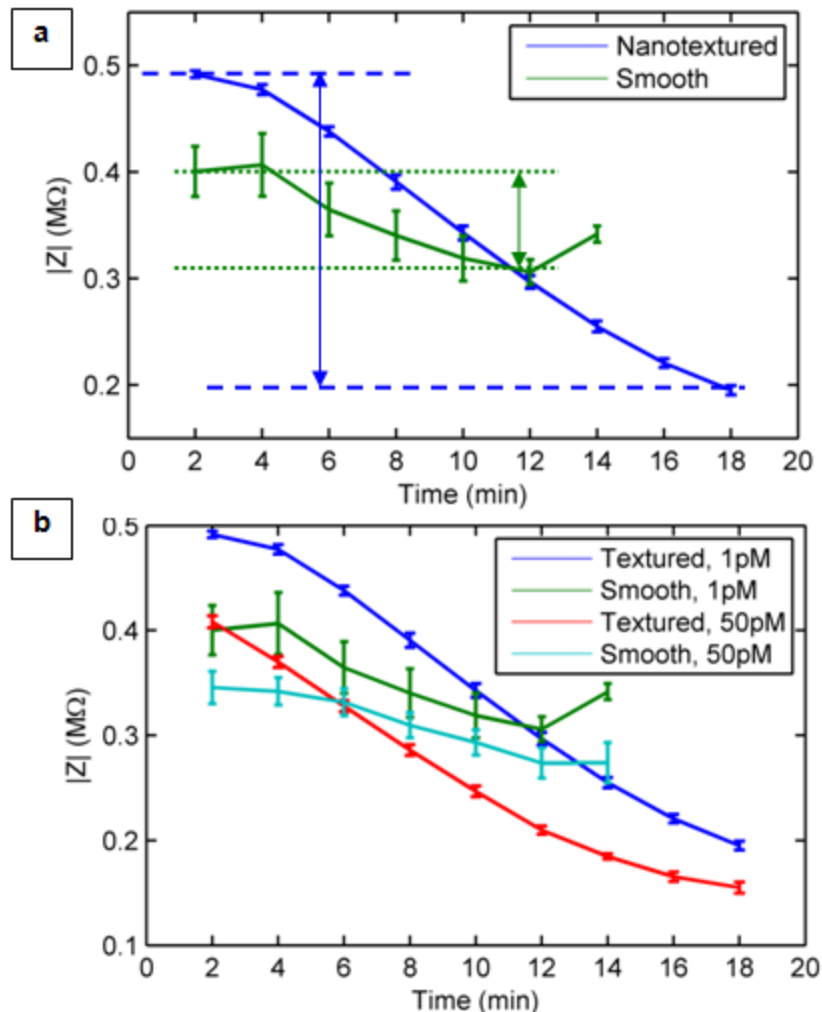 a
Nanotextured
Smooth
0.5
0.4
0.3
0.2
|Z| (MΩ)
0 2 4 6 8 10 12 14 16 18 20
Time (min)
b
Textured, 1pM
Smooth, 1pM
Textured, 50pM
Smooth, 50pM
0.5
0.4
0.3
0.2
0.1
|Z| (MΩ)
0 2 4 6 8 10 12 14 16 18 20
Time (min)